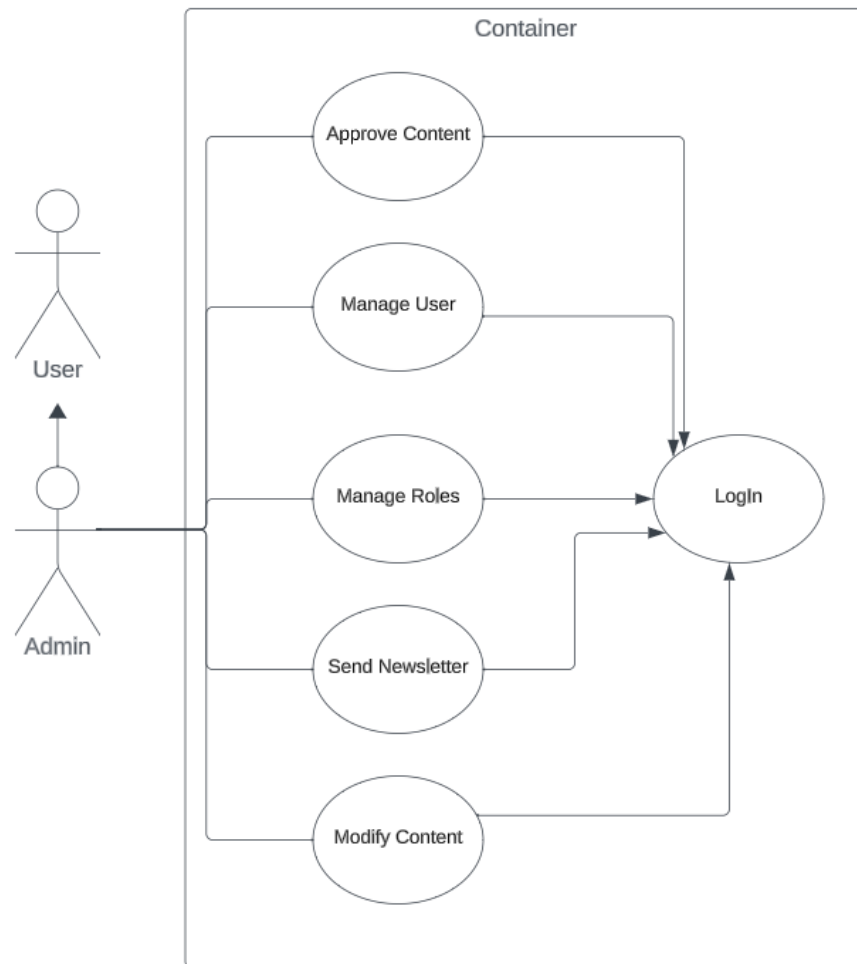 Container
Approve Content
Manage User
User
Manage Roles
LogIn
Admin
Send Newsletter
Modify Content